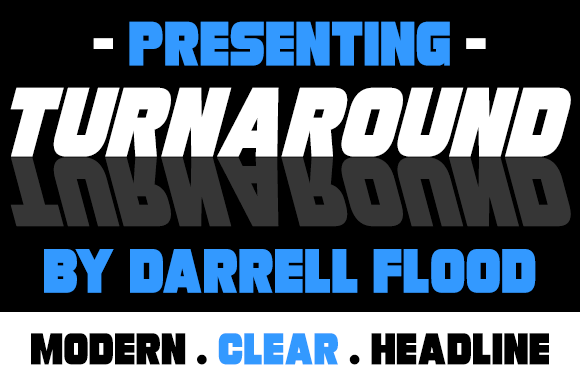 - PRESENTING -
TURNAROUND
BY DARRELL FLOOD
MODERN . CLEAR . HEADLINE